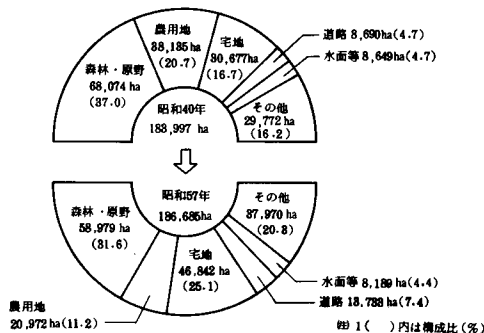 農用地
38,135 ha
(20.7)
宅地
30,677ha
(16.7)
道路 8,690ha(4.7)
水面等 8,649ha(4.7)
森林・原野
68,074 ha
(37.0)
その他
29,772 ha
(16.2)
昭和40年
183,997 ha
昭和57年
186,685ha
森林・原野
58,979 ha
(31.6)
その他
37,970 ha
(20.3)
宅地
46,842 ha
(25.1)
水面等 8,189 ha(4.4)
道路 13,733 ha(7.4)
農用地
20,972 ha(11.2)
(注) 1( )内は構成比(%)